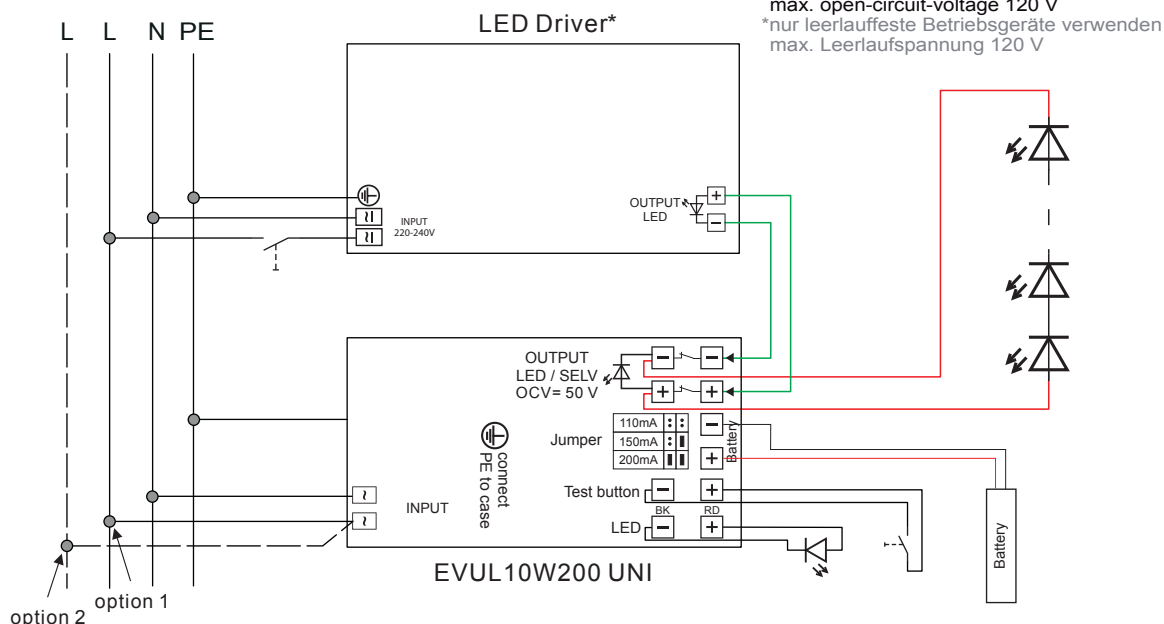 max. open-circuit-voltage 120 V
*nur leerlauffeste Betriebsgeräte verwenden
max. Leerlaufspannung 120 V
L L N PE
LED Driver*
OUTPUT
LED
+
−
INPUT
220-240V
~
~
OUTPUT
LED / SELV
OCV= 50 V
− −
+ +
Jumper
110mA
150mA
200mA
−
+
Battery
connect
PE to case
INPUT
~
~
Test button − +
BK RD
LED − +
Battery
EVUL10W200 UNI
option 1
option 2